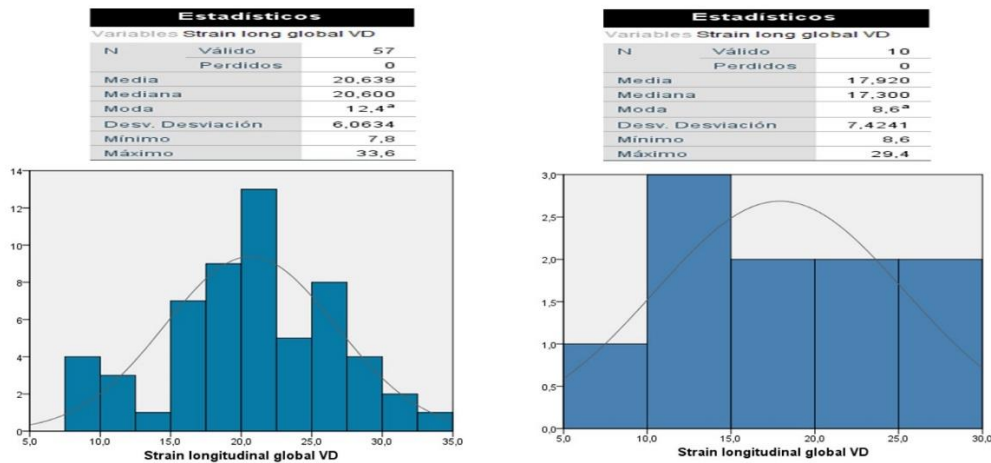 Estadísticos
Variables Strain long global VD
N Válido 57
Perdidos 0
Media 20,639
Mediana 20,600
Moda 12,4ª
Desv. Desviación 6,0634
Mínimo 7,8
Máximo 33,6
14
12
10
8
6
4
2
0
5,0 10,0 15,0 20,0 25,0 30,0 35,0
Strain longitudinal global VD
Estadísticos
Variables Strain long global VD
N Válido 10
Perdidos 0
Media 17,920
Mediana 17,300
Moda 8,6ª
Desv. Desviación 7,4241
Mínimo 8,6
Máximo 29,4
3,0
2,5
2,0
1,5
1,0
0,5
0,0
5,0 10,0 15,0 20,0 25,0 30,0
Strain longitudinal global VD